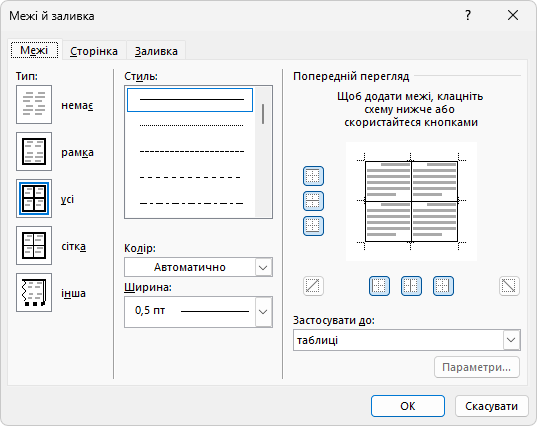 Межі й заливка
?
Межі
Сторінка
Заливка
Тип:
немає
рамка
усі
сітка
інша
Стиль:
Колір:
Автоматично
Ширина:
0,5 пт
Попередній перегляд
Щоб додати межі, клацніть
схему нижче або
скористайтеся кнопками
Застосувати до:
таблиці
Параметри...
ОК
Скасувати